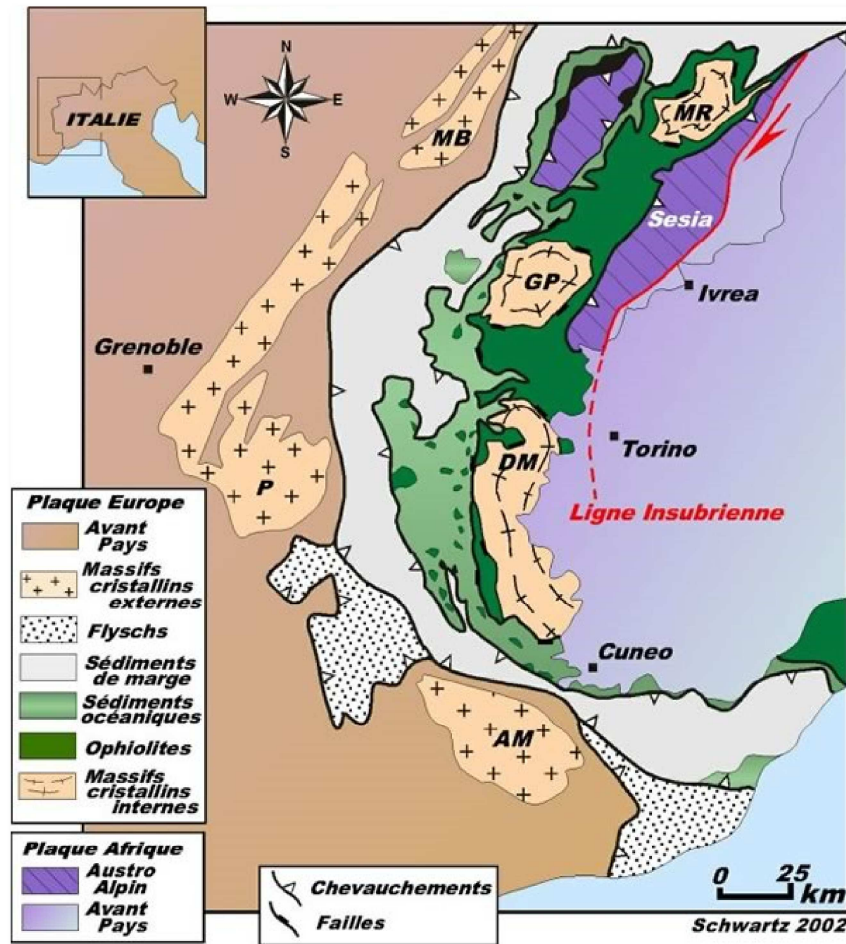 ITALIE
N
W
E
S
MB
MR
Sesia
GP
Ivrea
Grenoble
DM
Torino
P
Ligne Insubrienne
Cuneo
AM
Plaque Europe
Avant
Pays
Massifs
cristallins
externes
Flyschs
Sédiments
de marge
Sédiments
océaniques
Ophiolites
Massifs
cristallins
internes
Plaque Afrique
Austro
Alpin
Avant
Pays
Chevauchements
Failles
0 25
km
Schwartz 2002